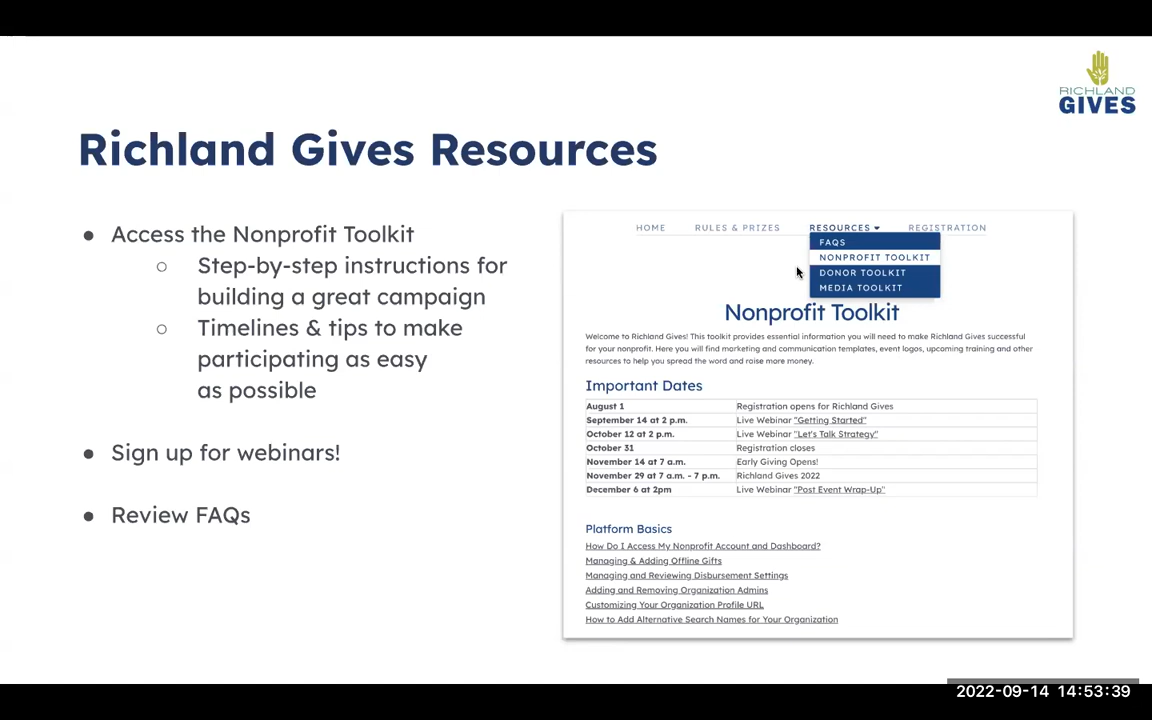 RICHLAND
GIVES
Richland Gives Resources
● Access the Nonprofit Toolkit
○ Step-by-step instructions for
building a great campaign
○ Timelines & tips to make
participating as easy
as possible
● Sign up for webinars!
● Review FAQs
HOME RULES & PRIZES RESOURCES REGISTRATION
FAQS
NONPROFIT TOOLKIT
DONOR TOOLKIT
MEDIA TOOLKIT
Nonprofit Toolkit
Welcome to Richland Gives! This toolkit provides essential information you will need to make Richland Gives successful
for your nonprofit. Here you will find marketing and communication templates, event logos, upcoming training and other
resources to help you spread the word and raise more money.
Important Dates
August 1 Registration opens for Richland Gives
September 14 at 2 p.m. Live Webinar "Getting Started"
October 12 at 2 p.m. Live Webinar "Let's Talk Strategy"
October 31 Registration closes
November 14 at 7 a.m. Early Giving Opens!
November 29 at 7 a.m. - 7 p.m. Richland Gives 2022
December 6 at 2pm Live Webinar "Post Event Wrap-Up"
Platform Basics
How Do I Access My Nonprofit Account and Dashboard?
Managing & Adding Offline Gifts
Managing and Reviewing Disbursement Settings
Adding and Removing Organization Admins
Customizing Your Organization Profile URL
How to Add Alternative Search Names for Your Organization
2022-09-14 14:53:39